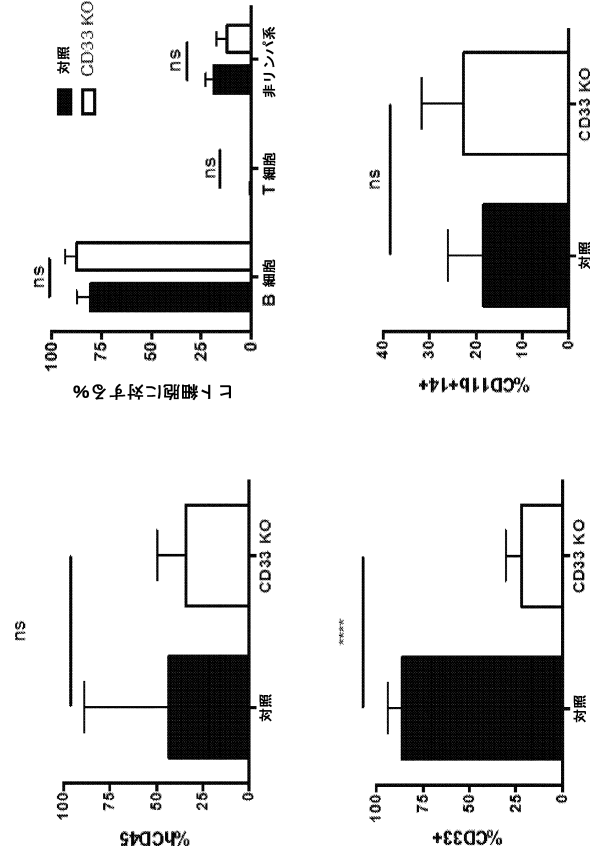 %hCD45
100
75
50
25
0
ns
対照
CD33 KO
ヒト細胞に対する%
100
75
50
25
0
ns
ns
ns
B 細胞
T 細胞
非リンパ系
対照
CD33 KO
%CD33+
100
75
50
25
0
****
対照
CD33 KO
%CD11b+14+
40
30
20
10
0
ns
対照
CD33 KO